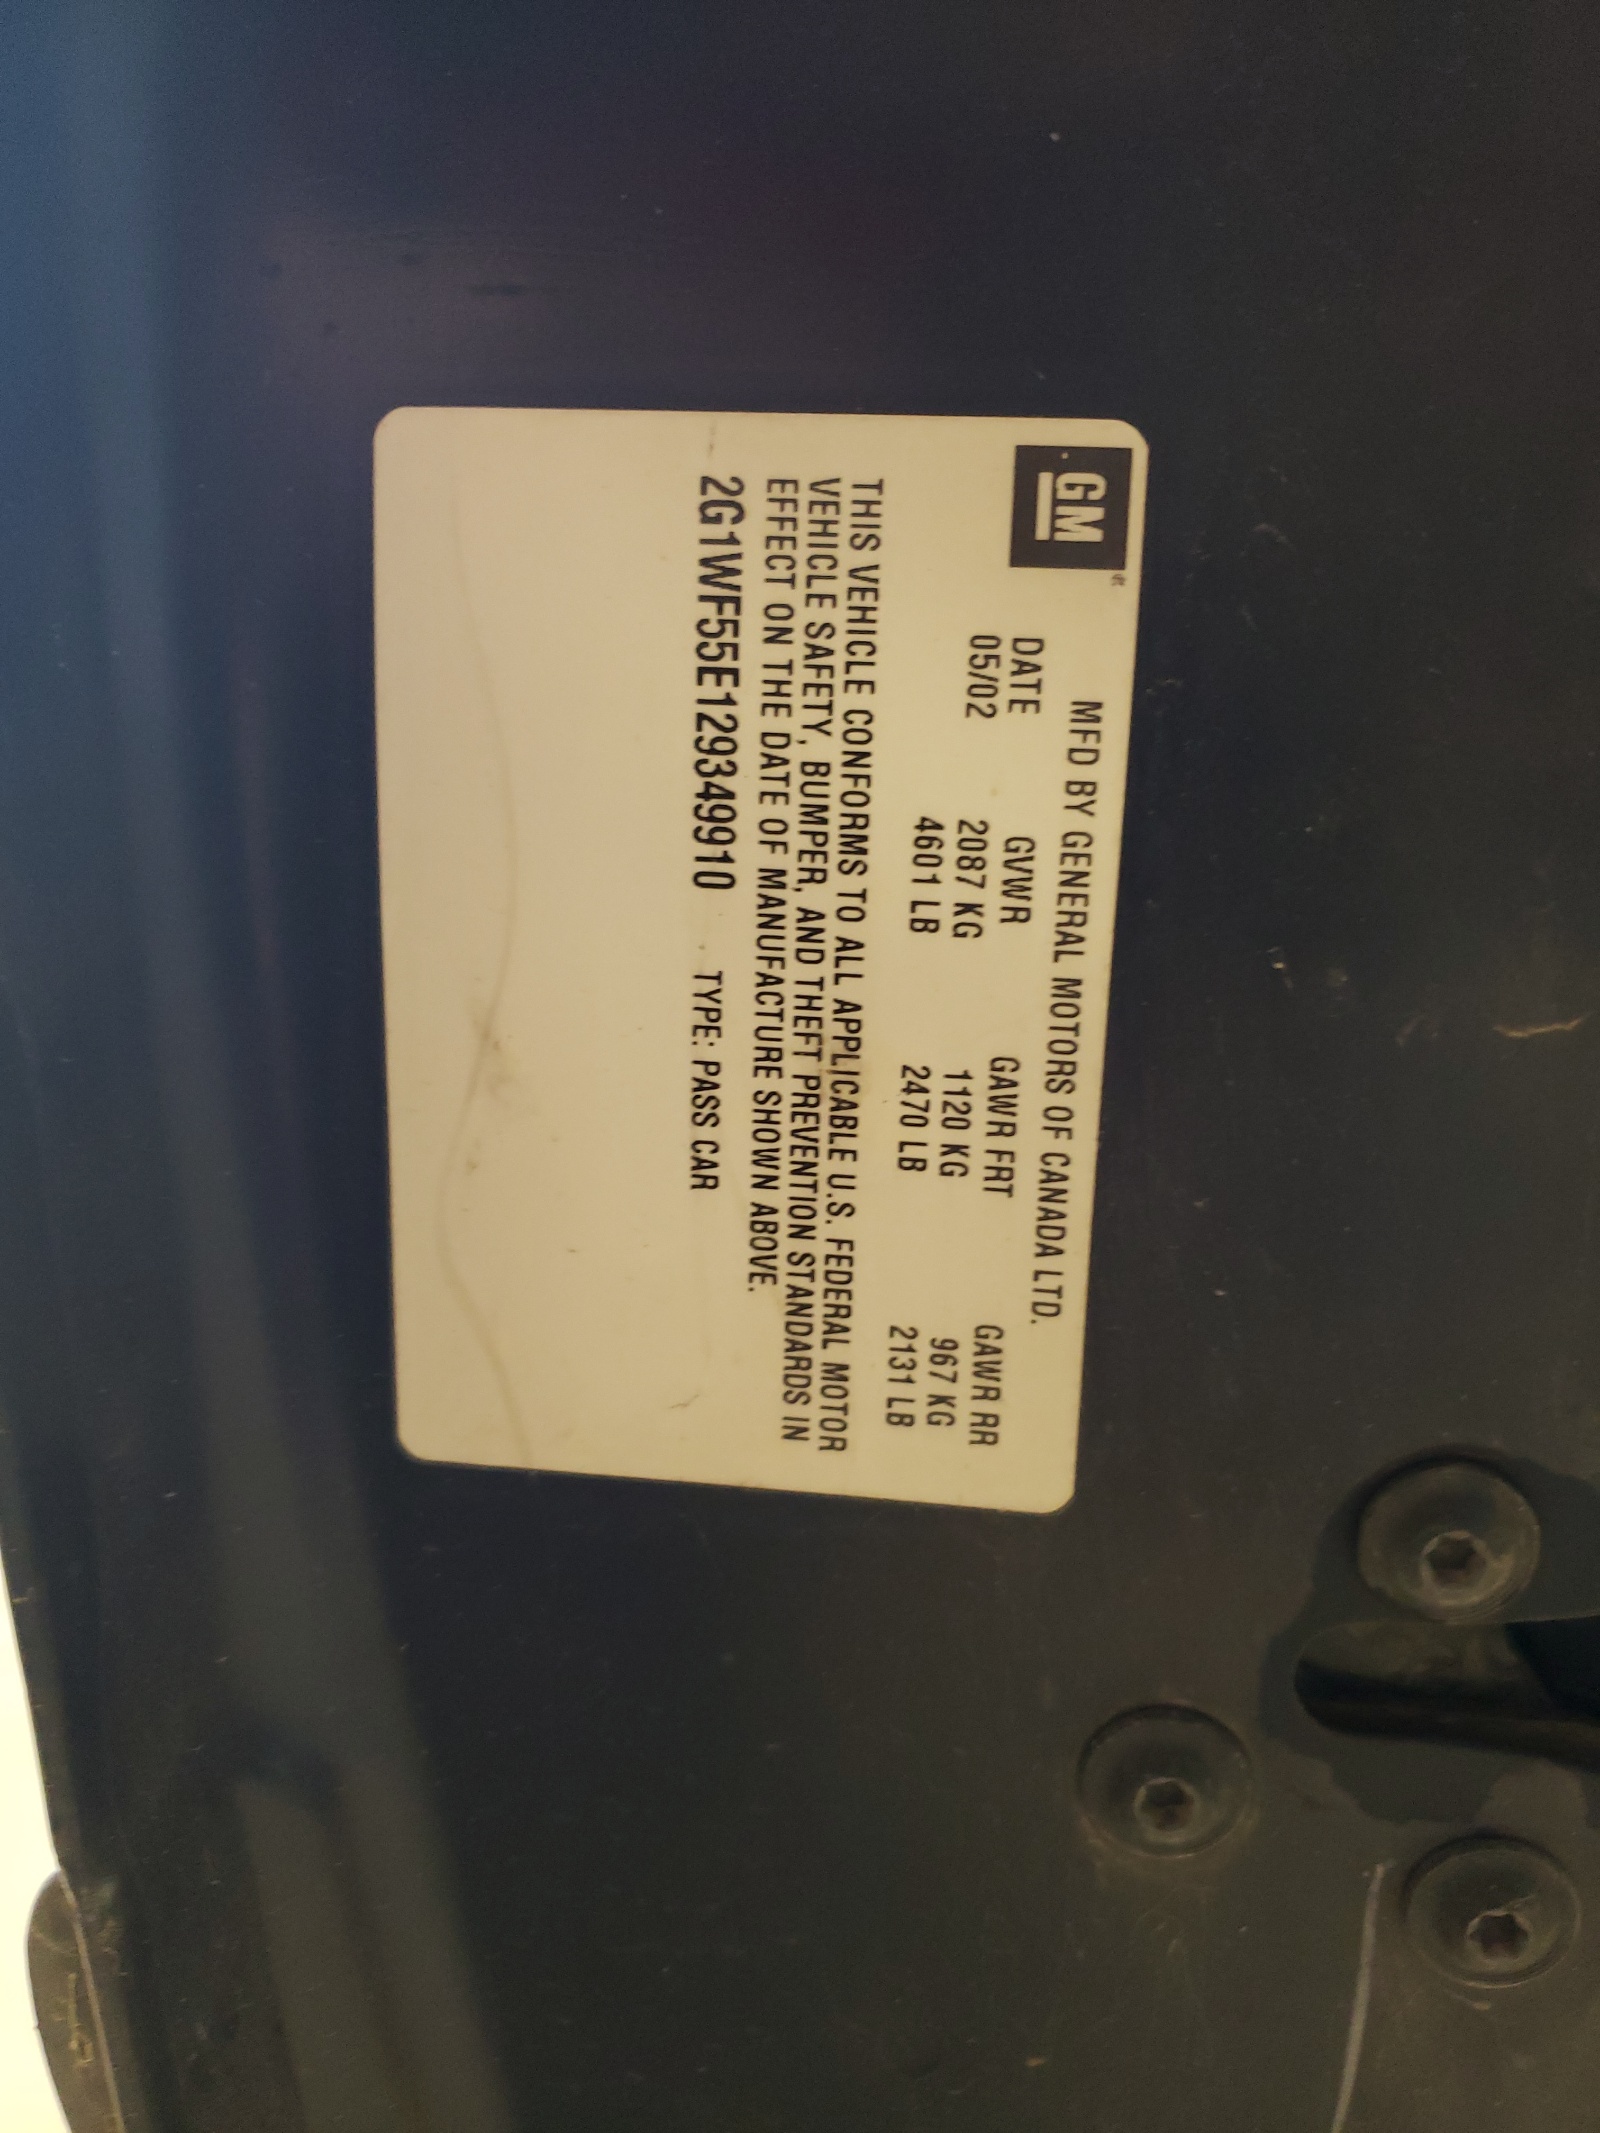 GM
MFD BY GENERAL MOTORS OF CANADA LTD.
DATE GVWR GAWR FRT GAWR RR
05/02 2087 KG 1120 KG 967 KG
4601 LB 2470 LB 2131 LB
THIS VEHICLE CONFORMS TO ALL APPLICABLE U.S. FEDERAL MOTOR
VEHICLE SAFETY, BUMPER, AND THEFT PREVENTION STANDARDS IN
EFFECT ON THE DATE OF MANUFACTURE SHOWN ABOVE.
2G1WF55E129349910 TYPE: PASS CAR